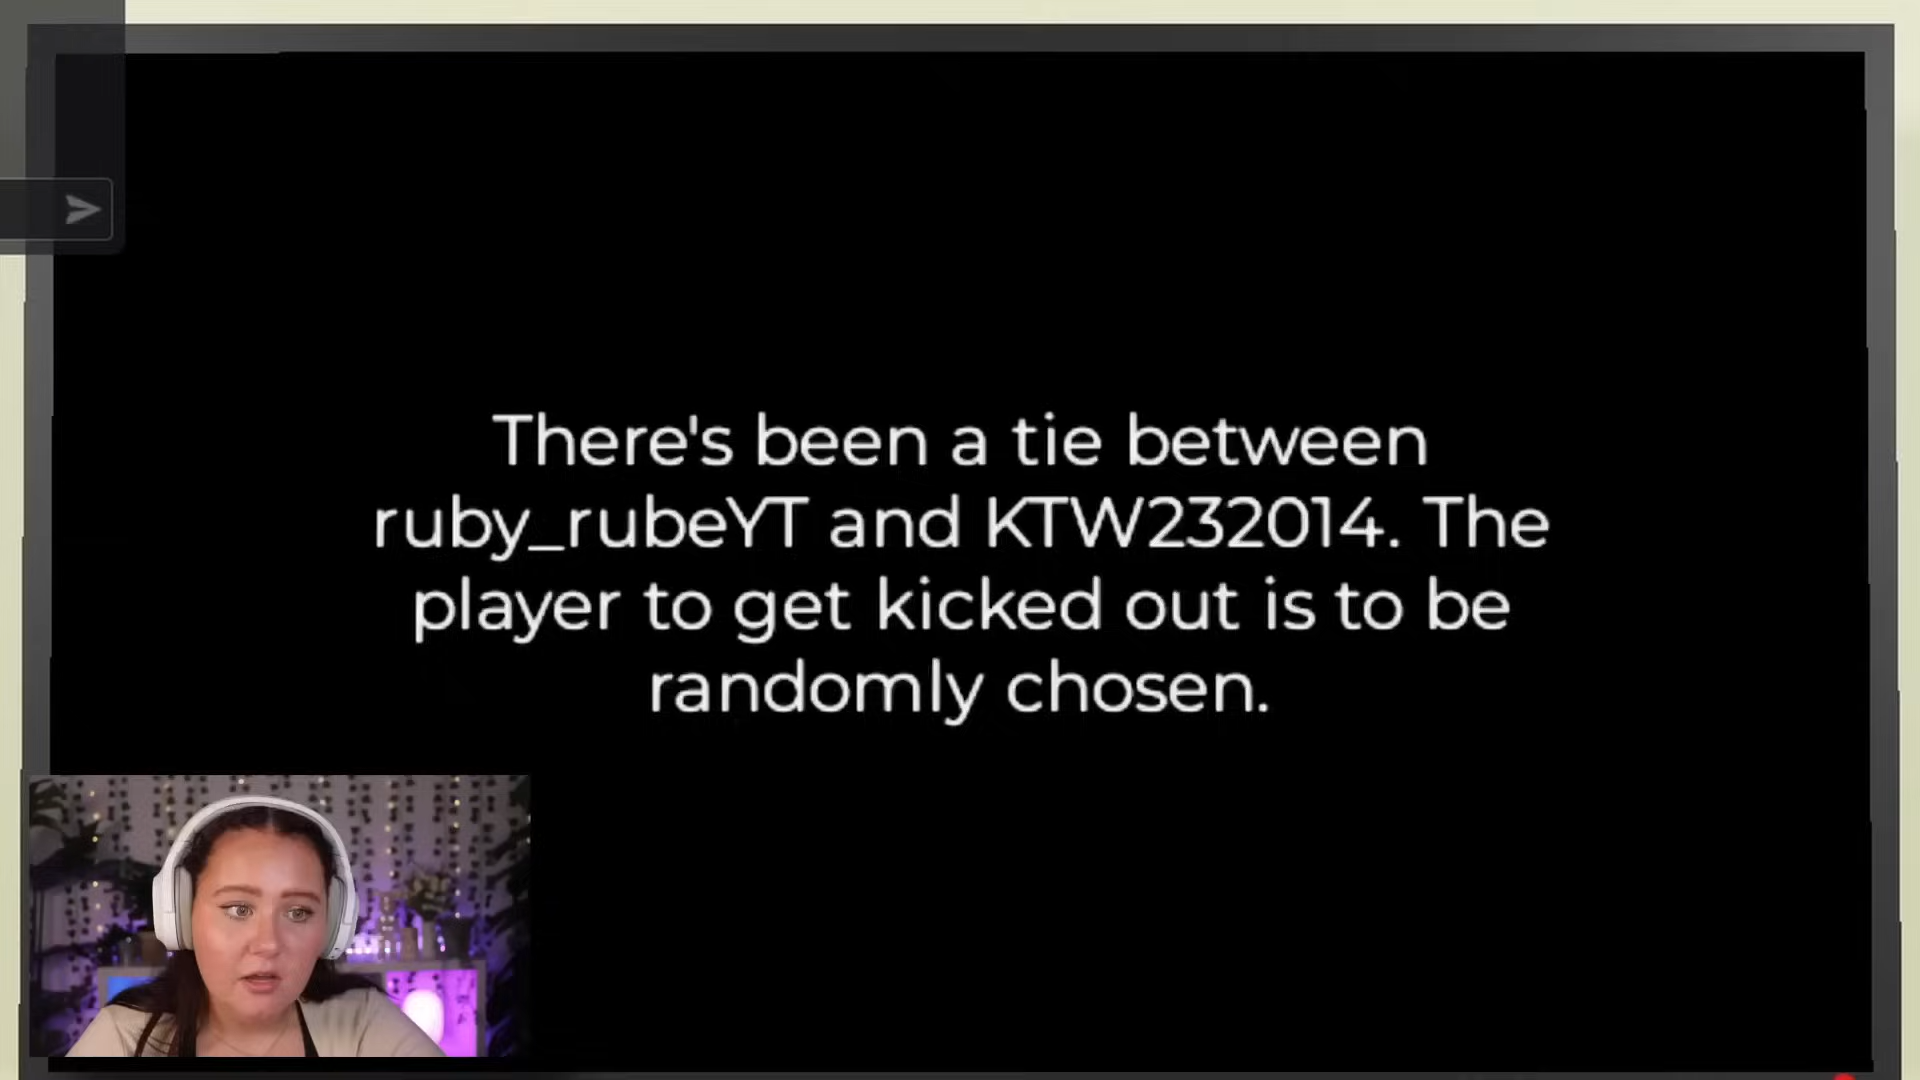 There's been a tie between
ruby_rubeYT and KTW232014. The
player to get kicked out is to be
randomly chosen.